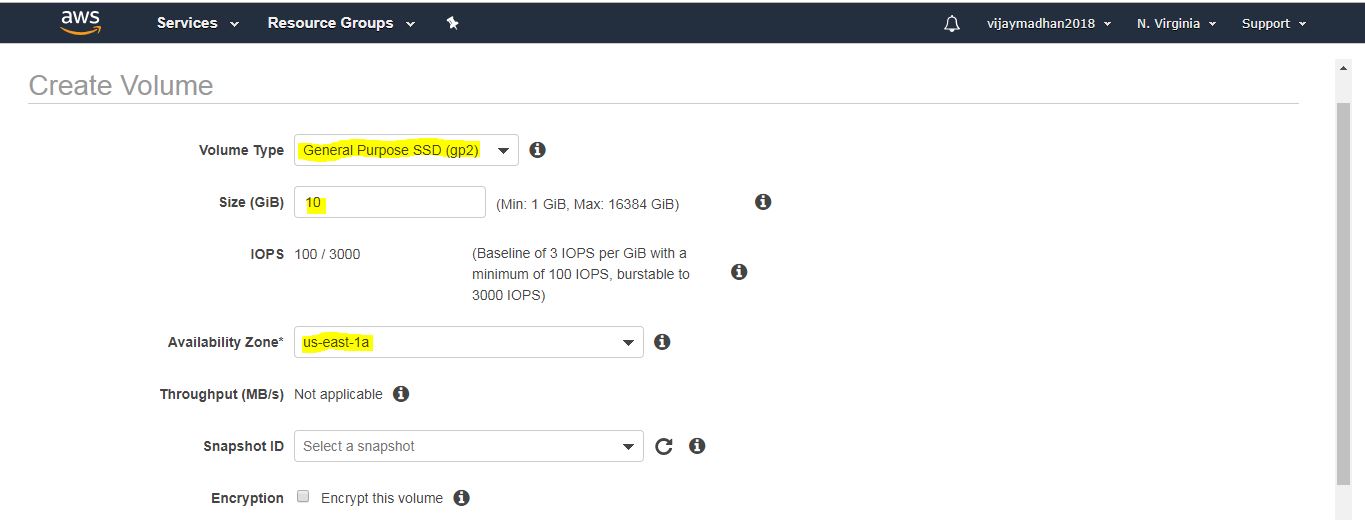 aws Services Resource Groups vijaymadhan2018 N. Virginia Support
Create Volume
Volume Type General Purpose SSD (gp2)
Size (GiB) 10 (Min: 1 GiB, Max: 16384 GiB)
IOPS 100 / 3000 (Baseline of 3 IOPS per GiB with a
minimum of 100 IOPS, burstable to
3000 IOPS)
Availability Zone* us-east-1a
Throughput (MB/s) Not applicable
Snapshot ID Select a snapshot
Encryption Encrypt this volume